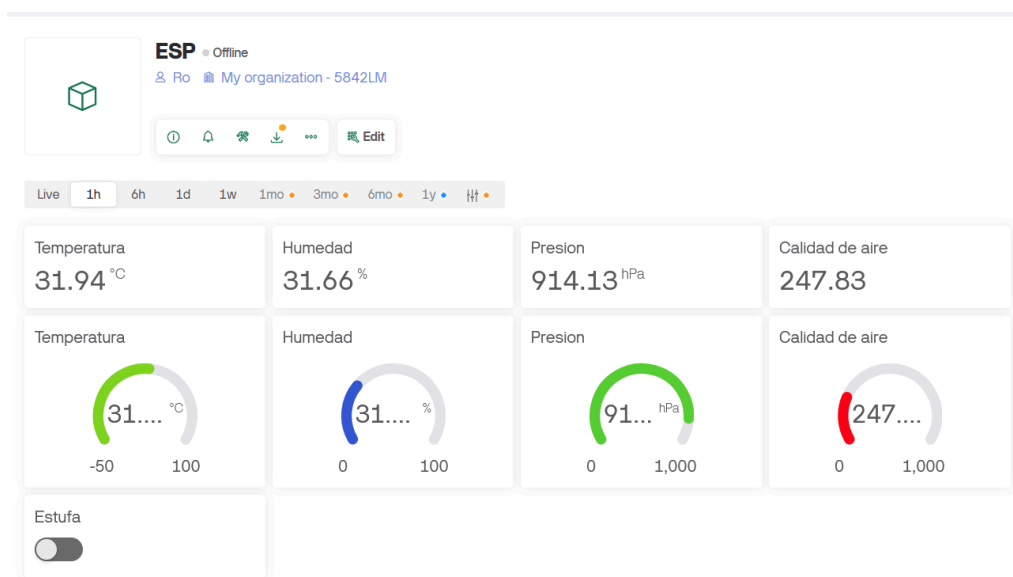 ESP Offline
Ro My organization - 5842LM
Edit
Live 1h 6h 1d 1w 1mo 3mo 6mo 1y
Temperatura Humedad Presion Calidad de aire
31.94 °C 31.66 % 914.13 hPa 247.83
Temperatura Humedad Presion Calidad de aire
31.... °C 31.... % 91... hPa 247....
-50 100 0 100 0 1,000 0 1,000
Estufa